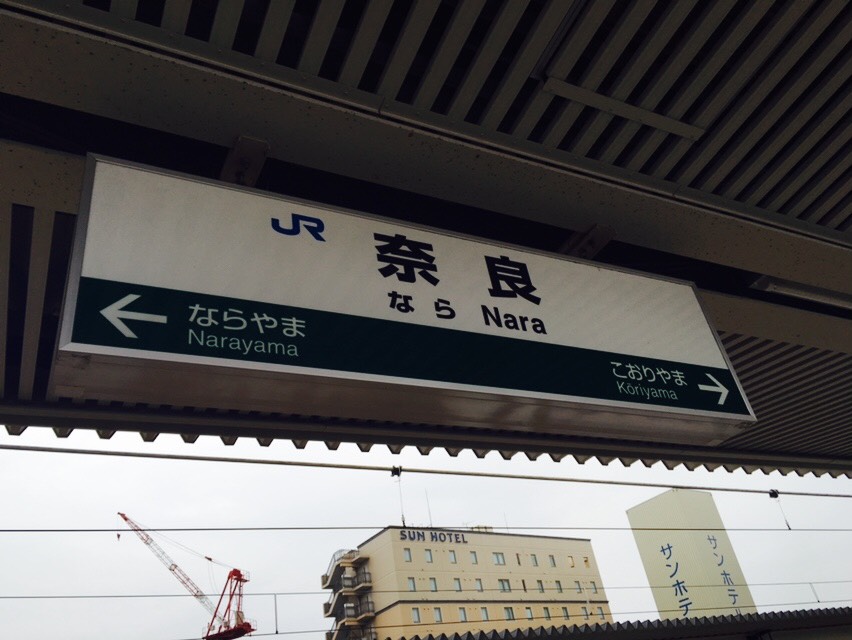 JR 奈良
なら Nara
ならやま
Narayama
こおりやま
Kōriyama
SUN HOTEL
サンホテ
サンホテ